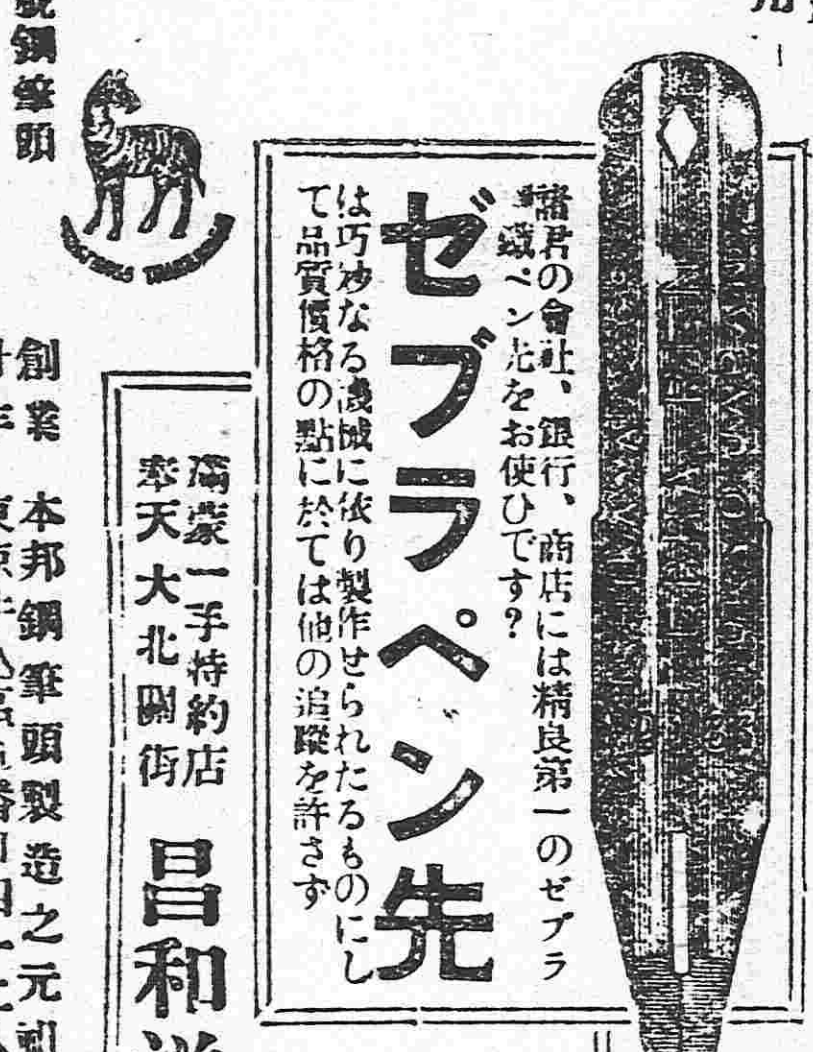 諸君の會社、銀行、商店には精良第一のゼブラ
鐵ペン先をお使ひです?
ゼブラペン先
は巧妙なる機械に依り製作せられたるものにし
て品質價格の點に於ては他の追蹤を許さず
滿蒙一手特約店
奉天大北關街
昌和洋
號鋼筆頭
創業
本邦鋼筆頭製造之元